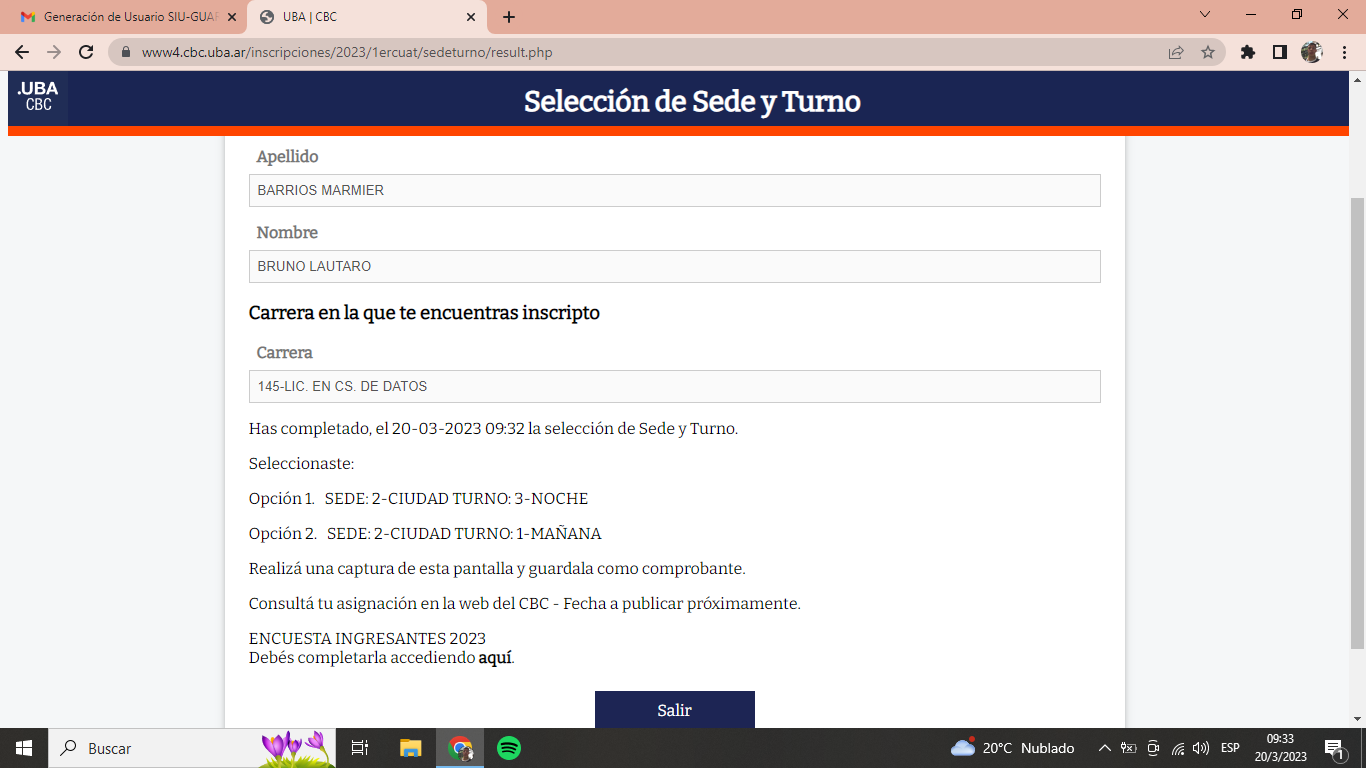 Generación de Usuario SIU-GUAR
UBA | CBC
www4.cbc.uba.ar/inscripciones/2023/1ercuat/sedeturno/result.php
.UBA
CBC
Selección de Sede y Turno
Apellido
BARRIOS MARMIER
Nombre
BRUNO LAUTARO
Carrera en la que te encuentras inscripto
Carrera
145-LIC. EN CS. DE DATOS
Has completado, el 20-03-2023 09:32 la selección de Sede y Turno.
Seleccionaste:
Opción 1. SEDE: 2-CIUDAD TURNO: 3-NOCHE
Opción 2. SEDE: 2-CIUDAD TURNO: 1-MAÑANA
Realizá una captura de esta pantalla y guardala como comprobante.
Consultá tu asignación en la web del CBC - Fecha a publicar próximamente.
ENCUESTA INGRESANTES 2023
Debés completarla accediendo aquí.
Salir
Buscar
20°C Nublado
ESP
09:33
20/3/2023
1